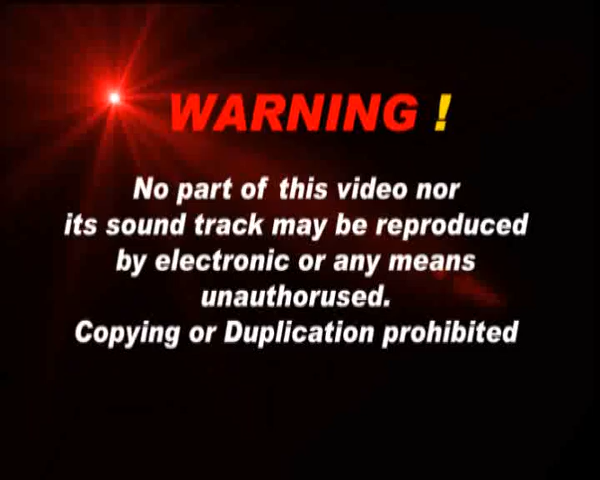 WARNING !
No part of this video nor
its sound track may be reproduced
by electronic or any means
unauthorused.
Copying or Duplication prohibited